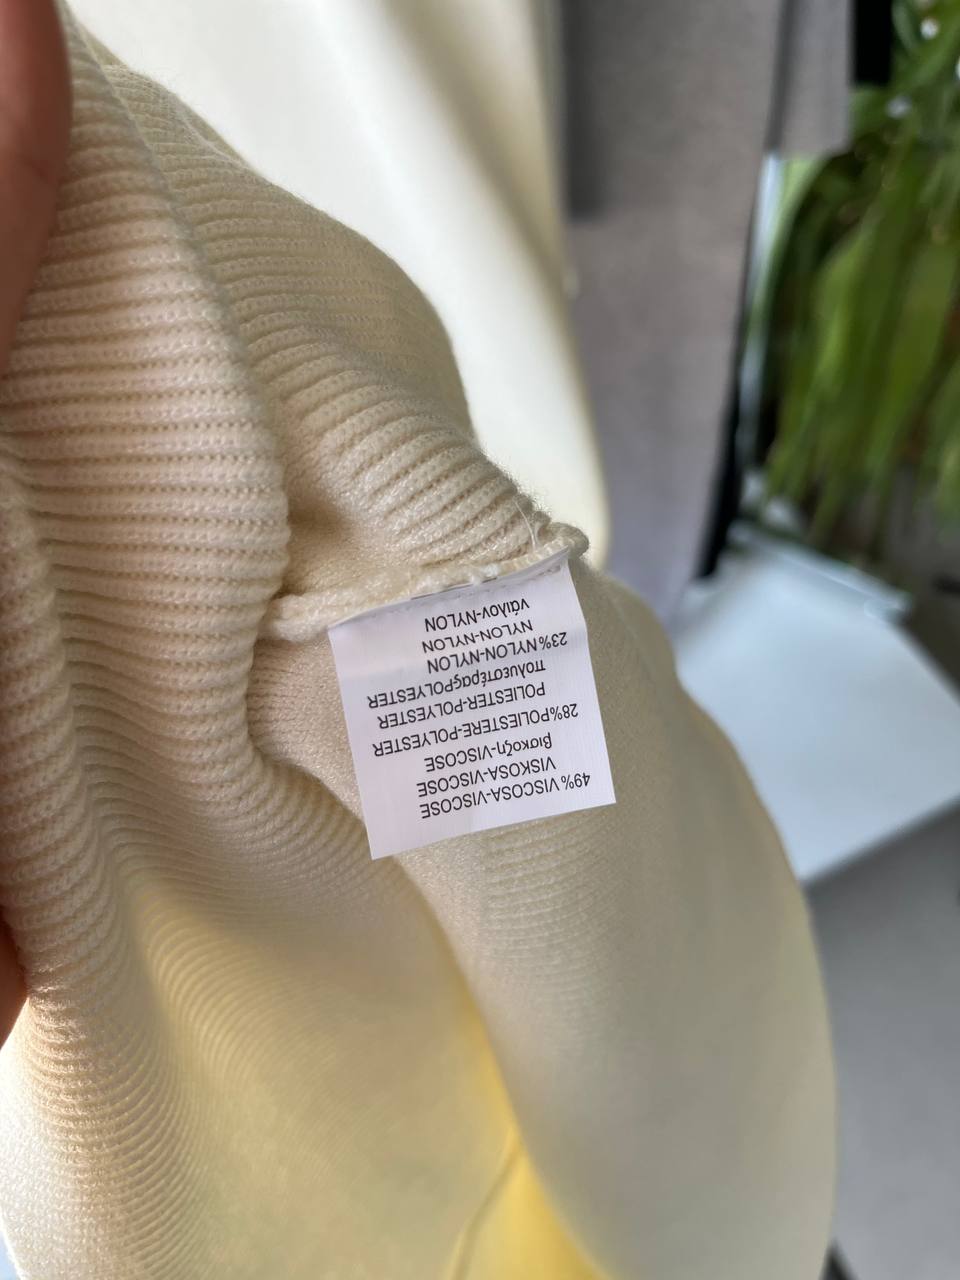 49%VISCOSA-VISCOSE
VISKOSA-VISCOSE
βισκοζη-VISCOSE
28%POLIESTERE-POLYESTER
POLIESTER-POLYESTER
πολυεστέραςPOLYESTER
23%NYLON-NYLON
NYLON-NYLON
νάιλον-NYLON